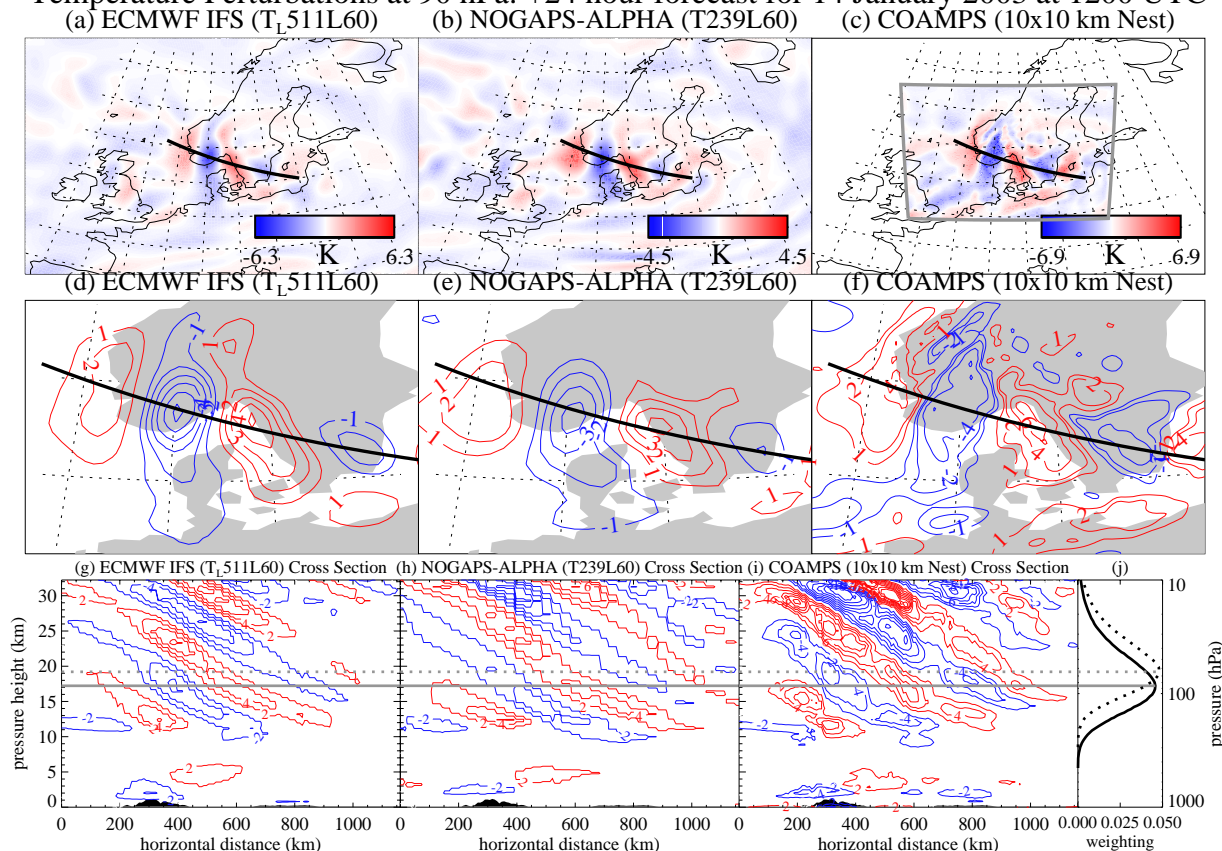 Temperature Perturbations at 90 hPa: +24 hour forecast for 14 January 2003 at 1200 UTC
(a) ECMWF IFS (TL511L60) (b) NOGAPS-ALPHA (T239L60) (c) COAMPS (10x10 km Nest)
K K K
-6.3 6.3 -4.5 4.5 -6.9 6.9
(d) ECMWF IFS (TL511L60) (e) NOGAPS-ALPHA (T239L60) (f) COAMPS (10x10 km Nest)
(g) ECMWF IFS (TL511L60) Cross Section (h) NOGAPS-ALPHA (T239L60) Cross Section (i) COAMPS (10x10 km Nest) Cross Section (j)
pressure height (km)
30
25
20
15
10
5
0
10
100
1000
pressure (hPa)
0 200 400 600 800 1000 0 200 400 600 800 1000 200 400 600 800 1000 0.000 0.025 0.050
horizontal distance (km) horizontal distance (km) horizontal distance (km) weighting